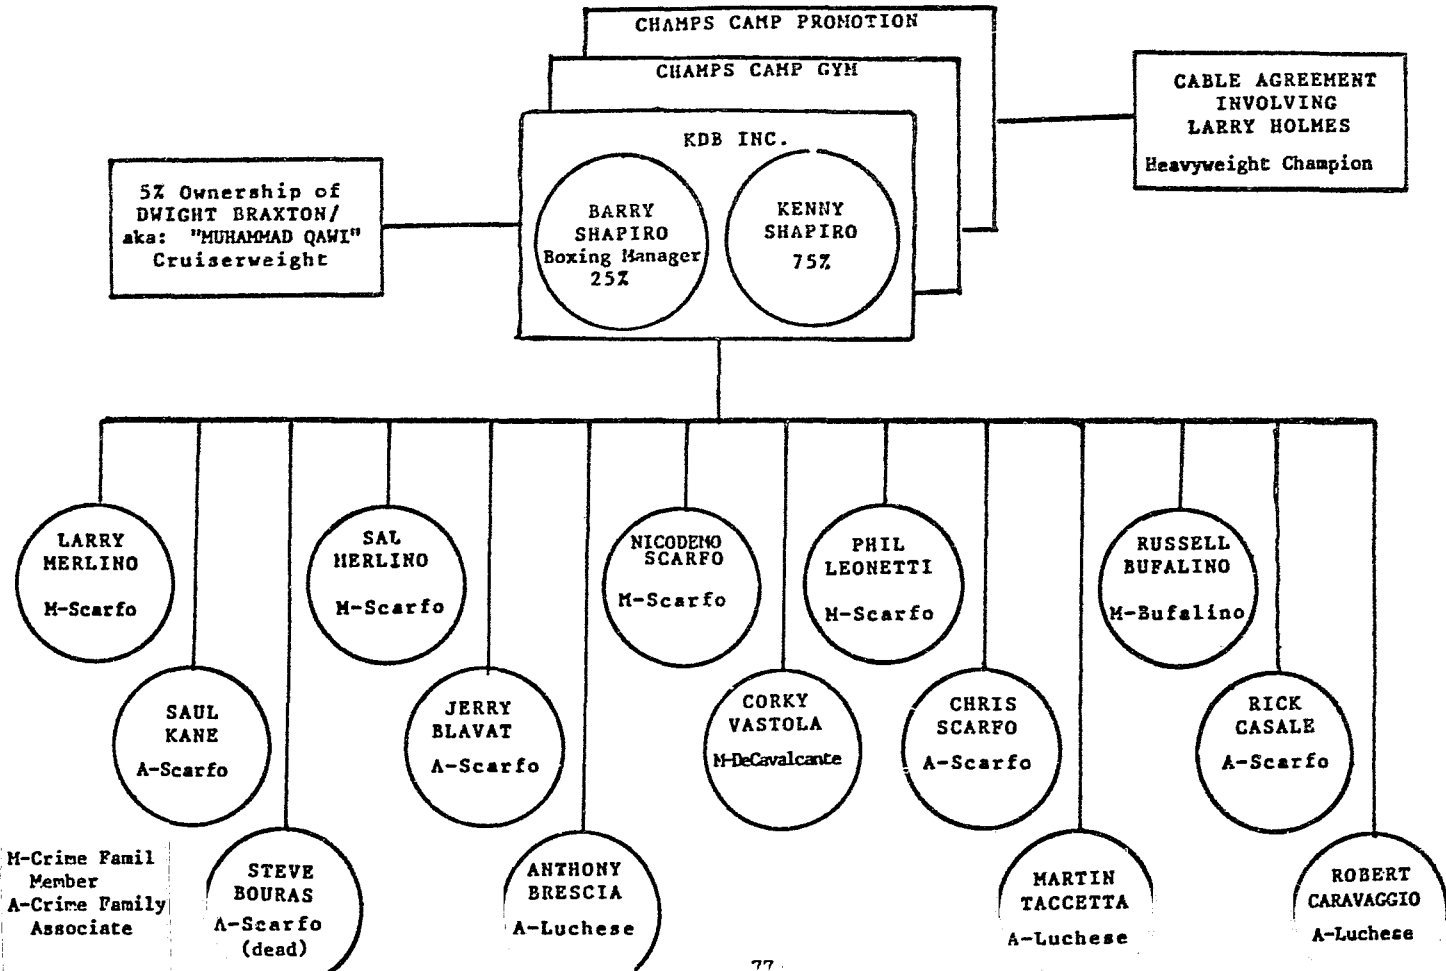 CHAMPS CAMP PROMOTION
CHAMPS CAMP GYM
KDB INC.
BARRY
SHAPIRO
Boxing Manager
25%
KENNY
SHAPIRO
75%
5% Ownership of
DWIGHT BRAXTON/
aka: "MUHAMMAD QAWI"
Cruiserweight
CABLE AGREEMENT
INVOLVING
LARRY HOLMES
Heavyweight Champion
LARRY
MERLINO
M-Scarfo
SAL
MERLINO
M-Scarfo
NICODEMO
SCARFO
M-Scarfo
PHIL
LEONETTI
M-Scarfo
RUSSELL
BUFALINO
M-Bufalino
SAUL
KANE
A-Scarfo
JERRY
BLAVAT
A-Scarfo
CORKY
VASTOLA
M-DeCavalcante
CHRIS
SCARFO
A-Scarfo
RICK
CASALE
A-Scarfo
STEVE
BOURAS
A-Scarfo
(dead)
ANTHONY
BRESCIA
A-Luchese
MARTIN
TACCETTA
A-Luchese
ROBERT
CARAVAGGIO
A-Luchese
M-Crime Famil
Member
A-Crime Family
Associate
77